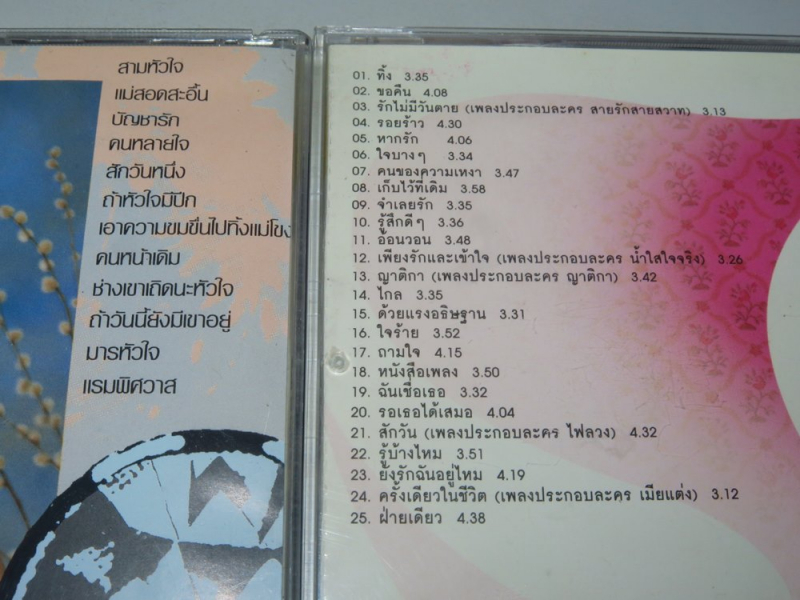 สามหัวใจ
แม่สอดสะอื้น
บัญชารัก
คนหลายใจ
สักวันหนึ่ง
ถ้าหัวใจมีปีก
เอาความขมขื่นไปทิ้งแม่โขง
คนหน้าเดิม
ช่างเขาเถิดนะหัวใจ
ถ้าวันนี้ยังมีเขาอยู่
มารหัวใจ
แรมพิศวาส
01. ทิ้ง 3.35
02. ขอคืน 4.08
03. รักไม่มีวันตาย (เพลงประกอบละคร สายรักสายสวาท) 3.13
04. รอยร้าว 4.30
05. หากรัก 4.06
06. ใจบางๆ 3.34
07. คนของความเหงา 3.47
08. เก็บไว้ที่เดิม 3.58
09. จำเลยรัก 3.35
10. รู้สึกดีๆ 3.36
11. อ้อนวอน 3.48
12. เพียงรักและเข้าใจ (เพลงประกอบละคร น้ำใสใจจริง) 3.26
13. ญาติกา (เพลงประกอบละคร ญาติกา) 3.42
14. ไกล 3.35
15. ด้วยแรงอธิษฐาน 3.31
16. ใจร้าย 3.52
17. ถามใจ 4.15
18. หนังสือเพลง 3.50
19. ฉันเชื่อเธอ 3.32
20. รอเธอได้เสมอ 4.04
21. สักวัน (เพลงประกอบละคร ไฟลวง) 4.32
22. รู้บ้างไหม 3.51
23. ยังรักฉันอยู่ไหม 4.19
24. ครั้งเดียวในชีวิต (เพลงประกอบละคร เมียแต่ง) 3.12
25. ฝ่ายเดียว 4.38